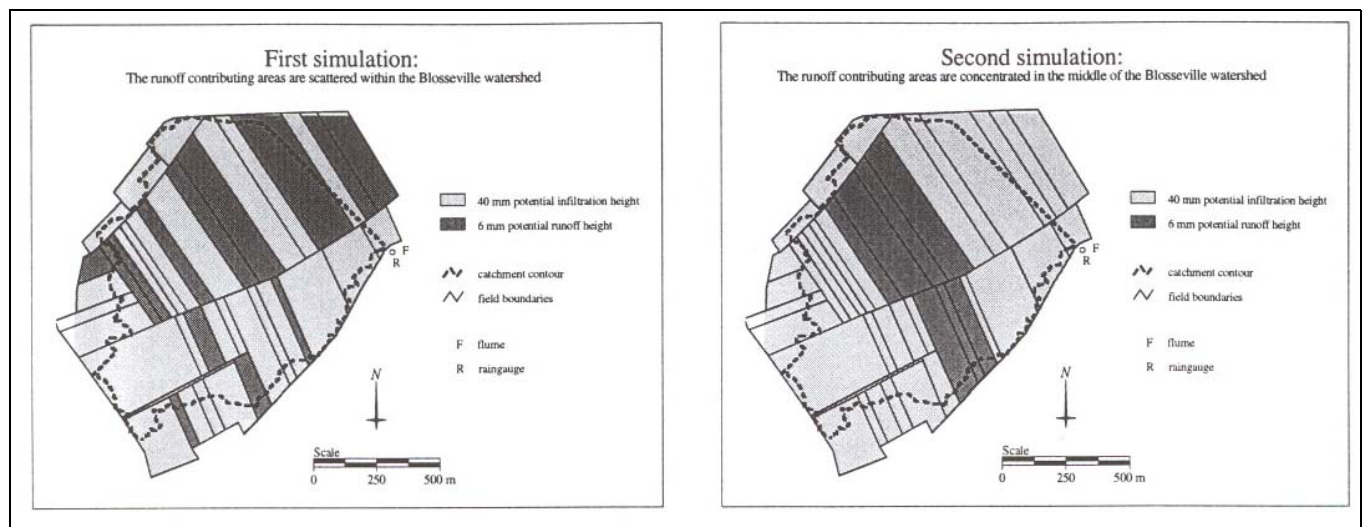 First simulation:
The runoff contributing areas are scattered within the Blosseville watershed
40 mm potential infiltration height
6 mm potential runoff height
F
R
catchment contour
field boundaries
F flume
R raingauge
N
Scale
0 250 500 m
Second simulation:
The runoff contributing areas are concentrated in the middle of the Blosseville watershed
40 mm potential infiltration height
6 mm potential runoff height
F
R
catchment contour
field boundaries
F flume
R raingauge
N
Scale
0 250 500 m